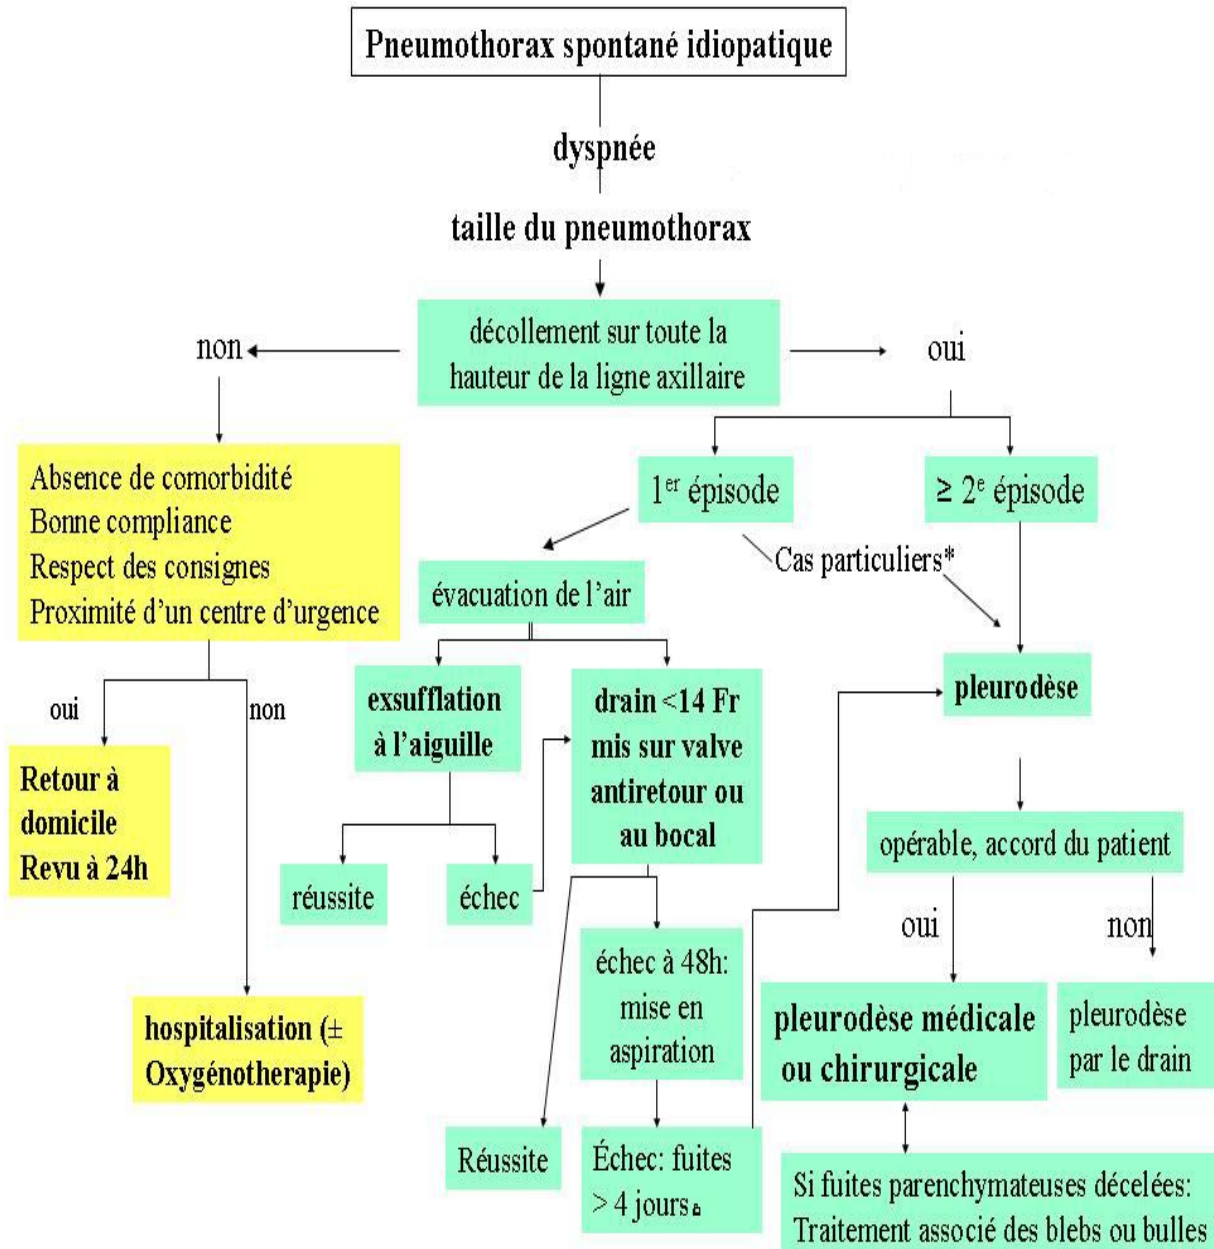 Pneumothorax spontané idiopatique
dyspnée
taille du pneumothorax
décollement sur toute la
hauteur de la ligne axillaire
non
oui
Absence de comorbidité
Bonne compliance
Respect des consignes
Proximité d'un centre d'urgence
1er épisode
≥ 2e épisode
Cas particuliers*
évacuation de l'air
exsufflation
à l'aiguille
drain <14 Fr
mis sur valve
antiretour ou
au bocal
pleurodèse
oui
non
Retour à
domicile
Revu à 24h
réussite
échec
opérable, accord du patient
oui
non
échec à 48h:
mise en
aspiration
hospitalisation (±
Oxygénotherapie)
pleurodèse médicale
ou chirurgicale
pleurodèse
par le drain
Réussite
Échec: fuites
> 4 jours
Si fuites parenchymateuses décelées:
Traitement associé des blebs ou bulles